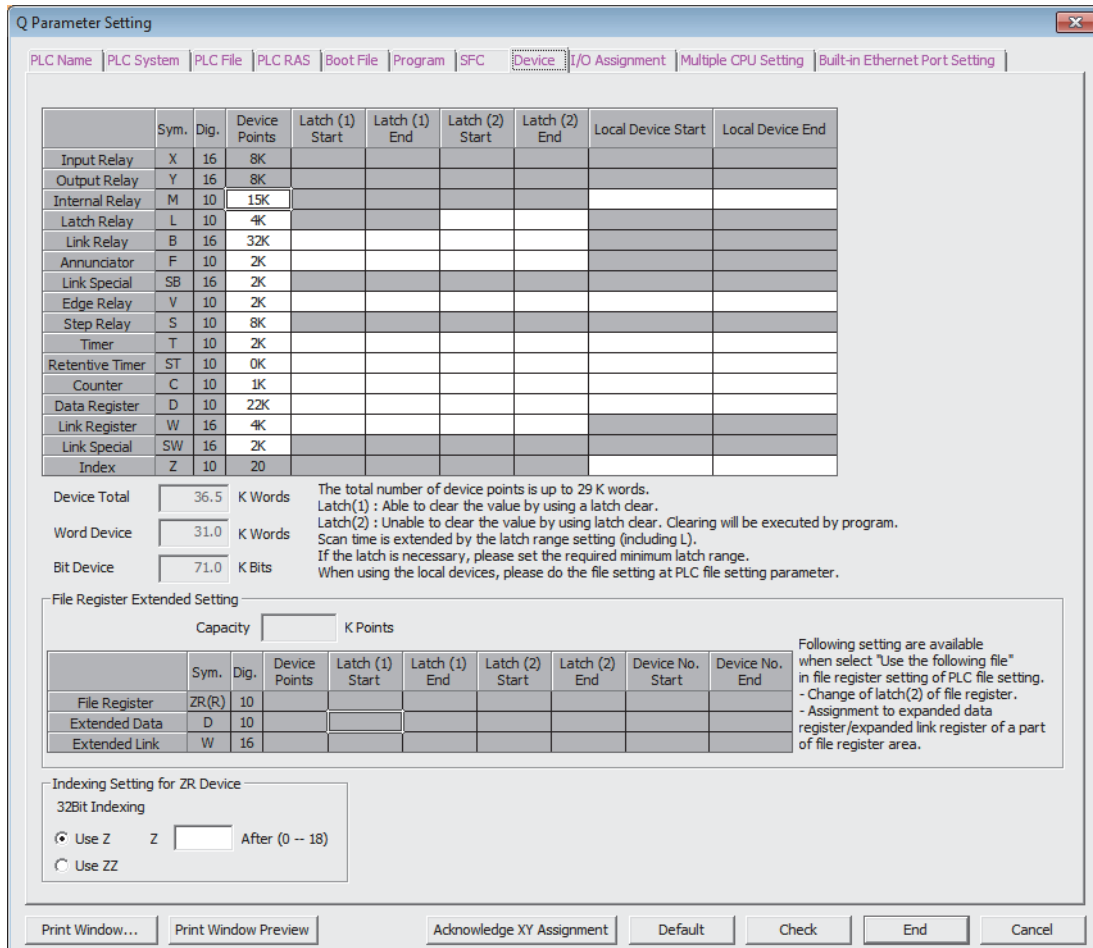 Q Parameter Setting
PLC Name PLC System PLC File PLC RAS Boot File Program SFC Device I/O Assignment Multiple CPU Setting Built-in Ethernet Port Setting
Sym. Dig. Device Points Latch (1) Start Latch (1) End Latch (2) Start Latch (2) End Local Device Start Local Device End
Input Relay X 16 8K
Output Relay Y 16 8K
Internal Relay M 10 15K
Latch Relay L 10 4K
Link Relay B 16 32K
Annunciator F 10 2K
Link Special SB 16 2K
Edge Relay V 10 2K
Step Relay S 10 8K
Timer T 10 2K
Retentive Timer ST 10 0K
Counter C 10 1K
Data Register D 10 22K
Link Register W 16 4K
Link Special SW 16 2K
Index Z 10 20
Device Total 36.5 K Words
Word Device 31.0 K Words
Bit Device 71.0 K Bits
The total number of device points is up to 29 K words.
Latch(1) : Able to clear the value by using a latch clear.
Latch(2) : Unable to clear the value by using latch clear. Clearing will be executed by program.
Scan time is extended by the latch range setting (including L).
If the latch is necessary, please set the required minimum latch range.
When using the local devices, please do the file setting at PLC file setting parameter.
File Register Extended Setting
Capacity K Points
Sym. Dig. Device Points Latch (1) Start Latch (1) End Latch (2) Start Latch (2) End Device No. Start Device No. End
File Register ZR(R) 10
Extended Data D 10
Extended Link W 16
Following setting are available
when select "Use the following file"
in file register setting of PLC file setting.
- Change of latch(2) of file register.
- Assignment to expanded data
register/expanded link register of a part
of file register area.
Indexing Setting for ZR Device
32Bit Indexing
Use Z Z After (0 -- 18)
Use ZZ
Print Window... Print Window Preview Acknowledge XY Assignment Default Check End Cancel